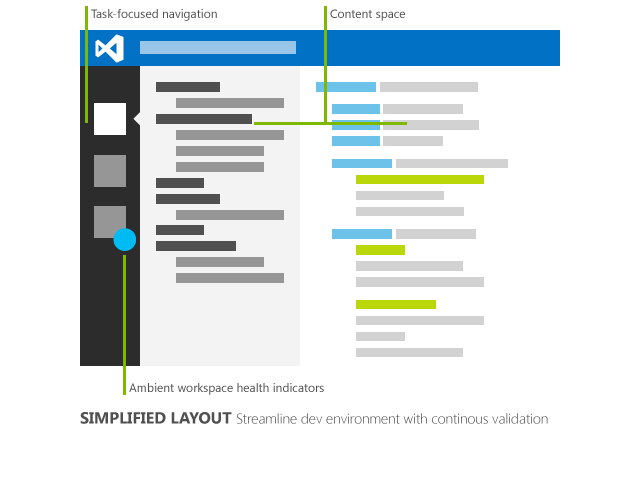 Task-focused navigation
Content space
Ambient workspace health indicators
SIMPLIFIED LAYOUT Streamline dev environment with continous validation